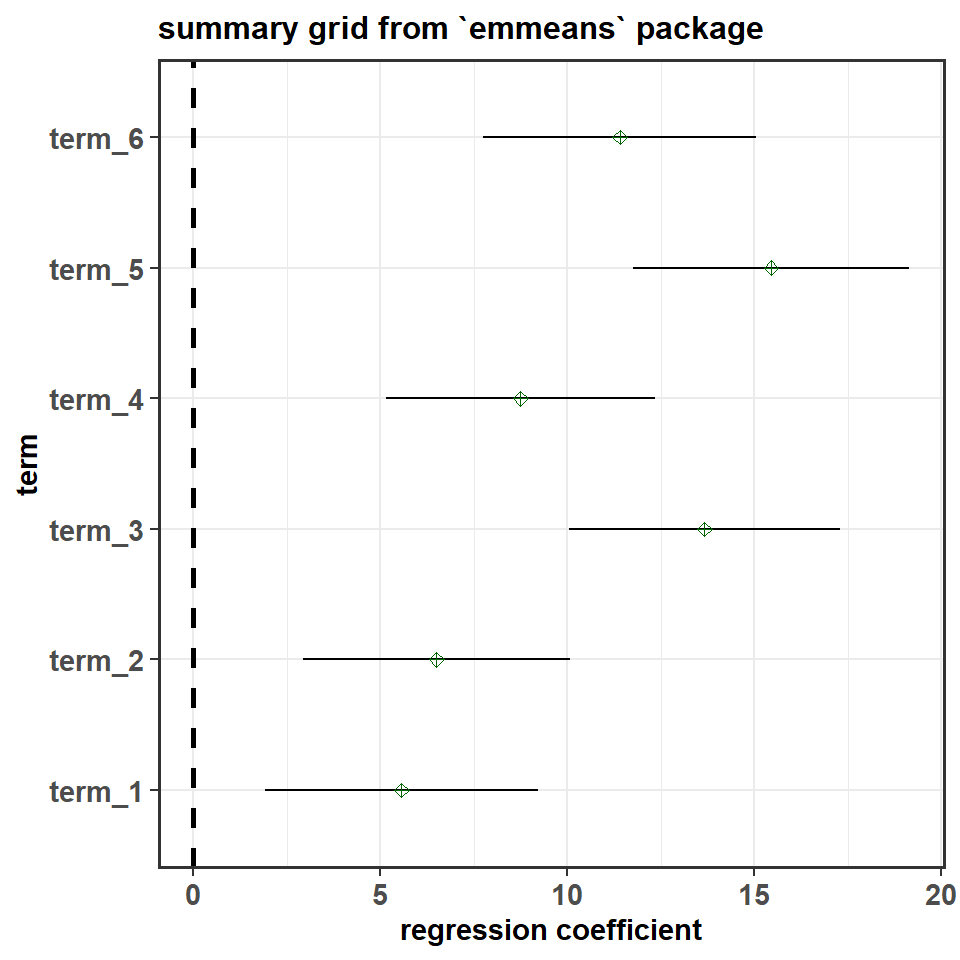 summary grid from `emmeans` package
term
term_6
term_5
term_4
term_3
term_2
term_1
0 5 10 15 20
regression coefficient